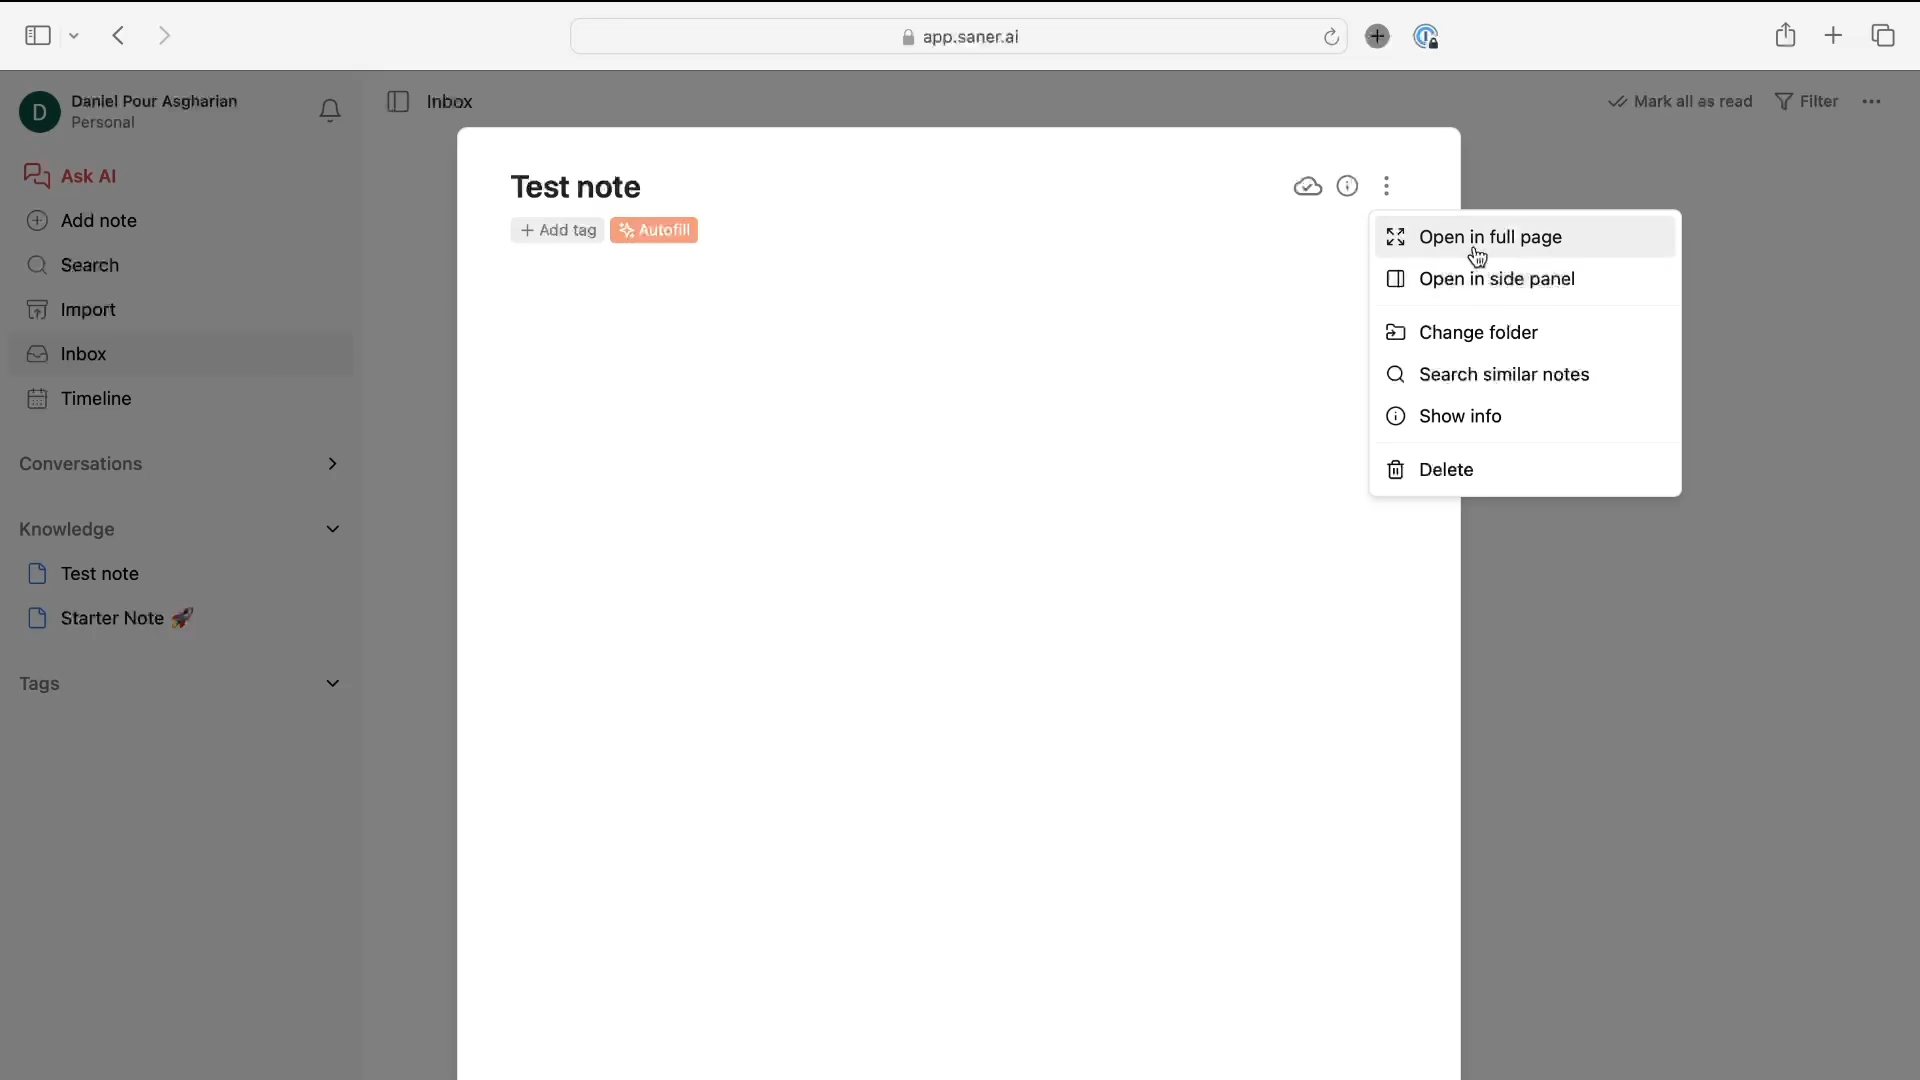 app.saner.ai
D
Daniel Pour Asgharian
Personal
Inbox
Mark all as read
Filter
Ask AI
Add note
Search
Import
Inbox
Timeline
Conversations
Knowledge
Test note
Starter Note 🚀
Tags
Test note
+ Add tag
Autofill
Open in full page
Open in side panel
Change folder
Search similar notes
Show info
Delete